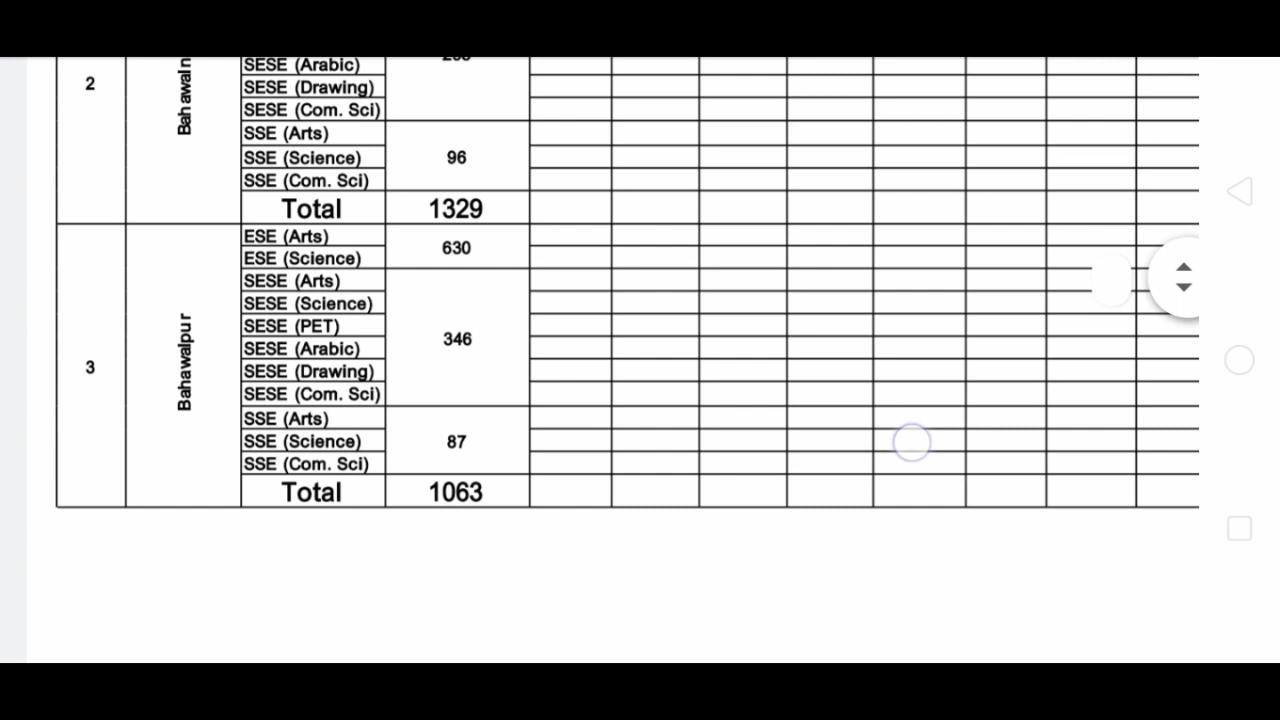 SESE (Arabic)
2
Bahawaln
SESE (Drawing)
SESE (Com. Sci)
SSE (Arts)
SSE (Science)
96
SSE (Com. Sci)
Total 1329
ESE (Arts)
630
ESE (Science)
SESE (Arts)
SESE (Science)
SESE (PET)
346
SESE (Arabic)
3
Bahawalpur
SESE (Drawing)
SESE (Com. Sci)
SSE (Arts)
SSE (Science)
87
SSE (Com. Sci)
Total 1063